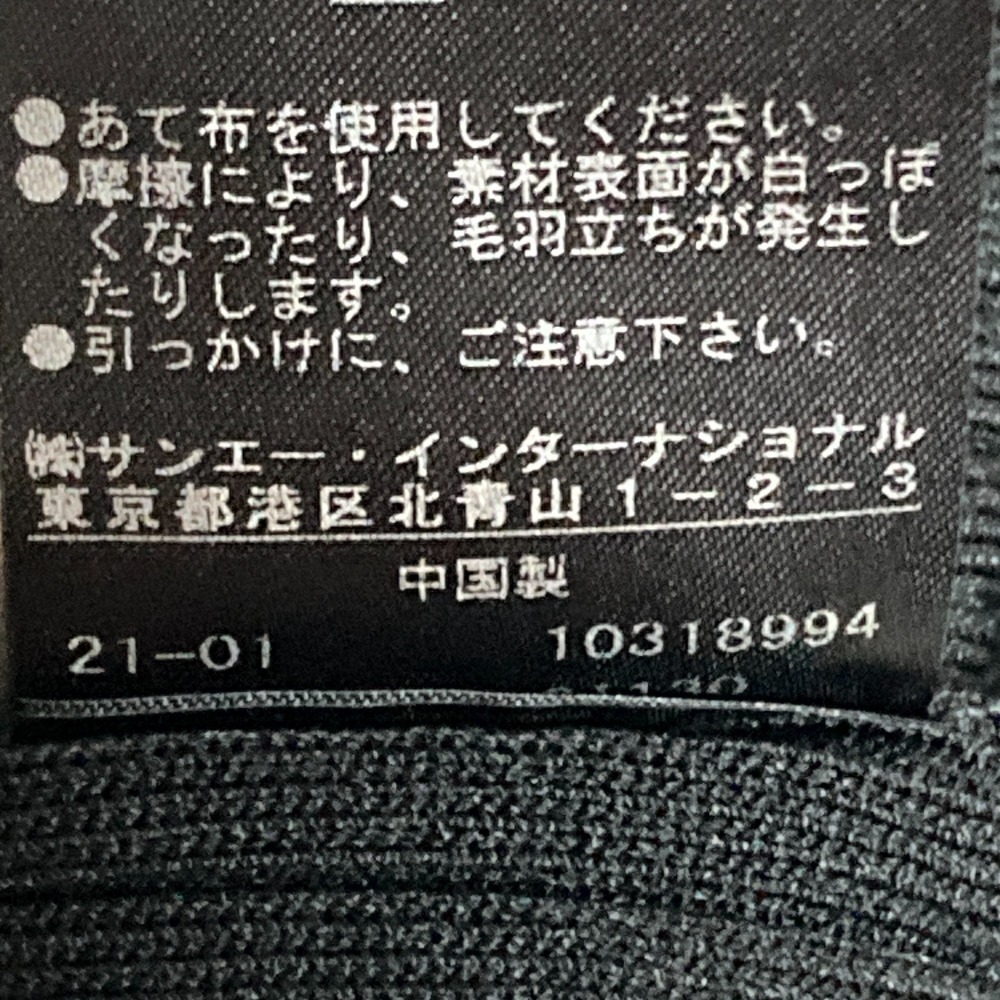 ●あて布を使用してください。
●摩擦により、素材表面が白っぽ
くなったり、毛羽立ちが発生し
たりします。
●引っかけに、ご注意下さい。
㈱サンエー・インターナショナル
東京都港区北青山1-2-3
中国製
21-01 10318994